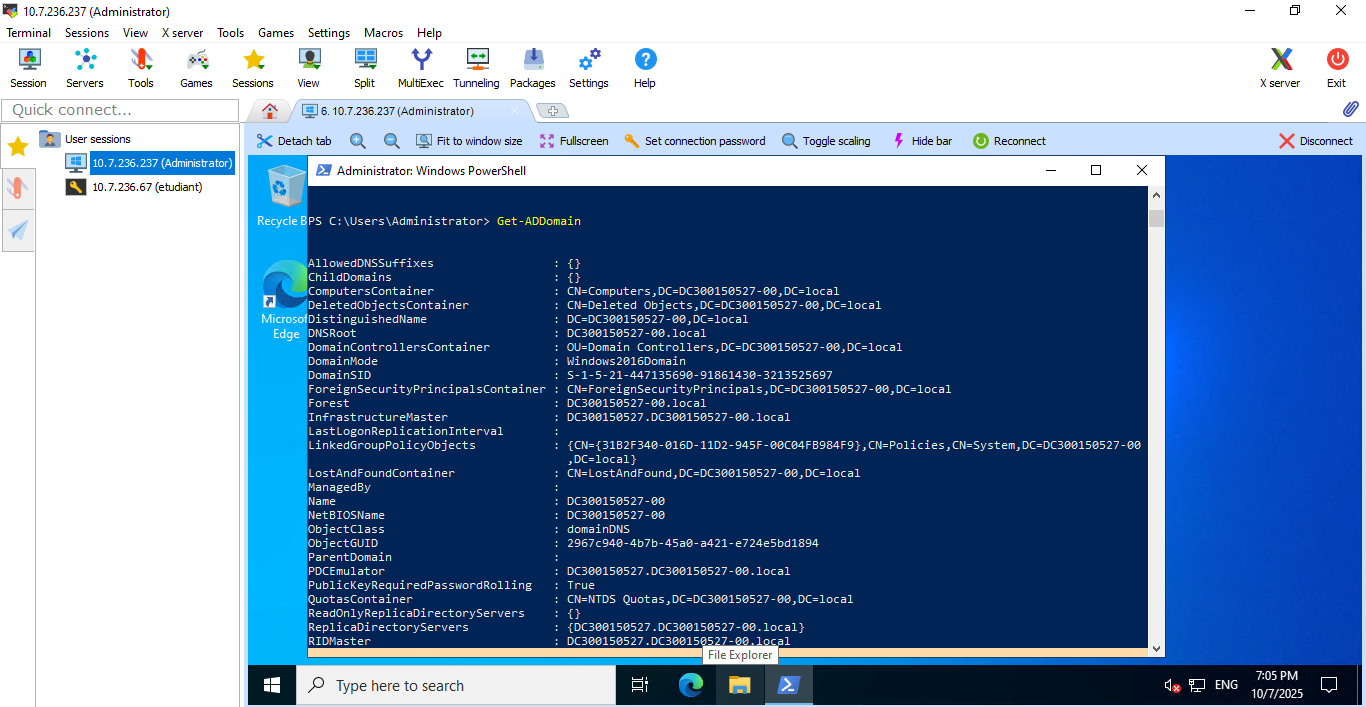 10.7.236.237 (Administrator)
Terminal Sessions View X server Tools Games Settings Macros Help
Session Servers Tools Games Sessions View Split MultiExec Tunneling Packages Settings Help X server Exit
Quick connect...
6. 10.7.236.237 (Administrator)
User sessions
10.7.236.237 (Administrator)
10.7.236.67 (etudiant)
Detach tab Fit to window size Fullscreen Set connection password Toggle scaling Hide bar Reconnect Disconnect
Recycle B
Microsof
Edge
Administrator: Windows PowerShell
PS C:\Users\Administrator> Get-ADDomain
AllowedDNSSuffixes : {}
ChildDomains : {}
ComputersContainer : CN=Computers,DC=DC300150527-00,DC=local
DeletedObjectsContainer : CN=Deleted Objects,DC=DC300150527-00,DC=local
DistinguishedName : DC=DC300150527-00,DC=local
DNSRoot : DC300150527-00.local
DomainControllersContainer : OU=Domain Controllers,DC=DC300150527-00,DC=local
DomainMode : Windows2016Domain
DomainSID : S-1-5-21-447135690-91861430-3213525697
ForeignSecurityPrincipalsContainer : CN=ForeignSecurityPrincipals,DC=DC300150527-00,DC=local
Forest : DC300150527-00.local
InfrastructureMaster : DC300150527.DC300150527-00.local
LastLogonReplicationInterval :
LinkedGroupPolicyObjects : {CN={31B2F340-016D-11D2-945F-00C04FB984F9},CN=Policies,CN=System,DC=DC300150527-00
,DC=local}
LostAndFoundContainer : CN=LostAndFound,DC=DC300150527-00,DC=local
ManagedBy :
Name : DC300150527-00
NetBIOSName : DC300150527-00
ObjectClass : domainDNS
ObjectGUID : 2967c940-4b7b-45a0-a421-e724e5bd1894
ParentDomain :
PDCEmulator : DC300150527.DC300150527-00.local
PublicKeyRequiredPasswordRolling : True
QuotasContainer : CN=NTDS Quotas,DC=DC300150527-00,DC=local
ReadOnlyReplicaDirectoryServers : {}
ReplicaDirectoryServers : {DC300150527.DC300150527-00.local}
RIDMaster : DC300150527.DC300150527-00.local
File Explorer
Type here to search
ENG
7:05 PM
10/7/2025